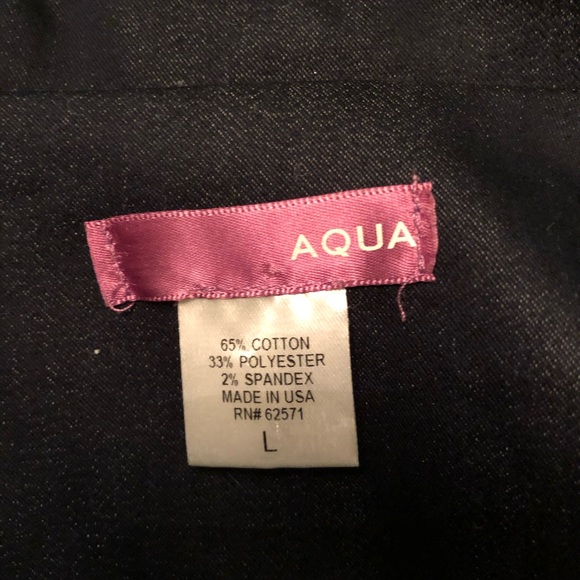 AQUA
65% COTTON
33% POLYESTER
2% SPANDEX
MADE IN USA
RN# 62571
L